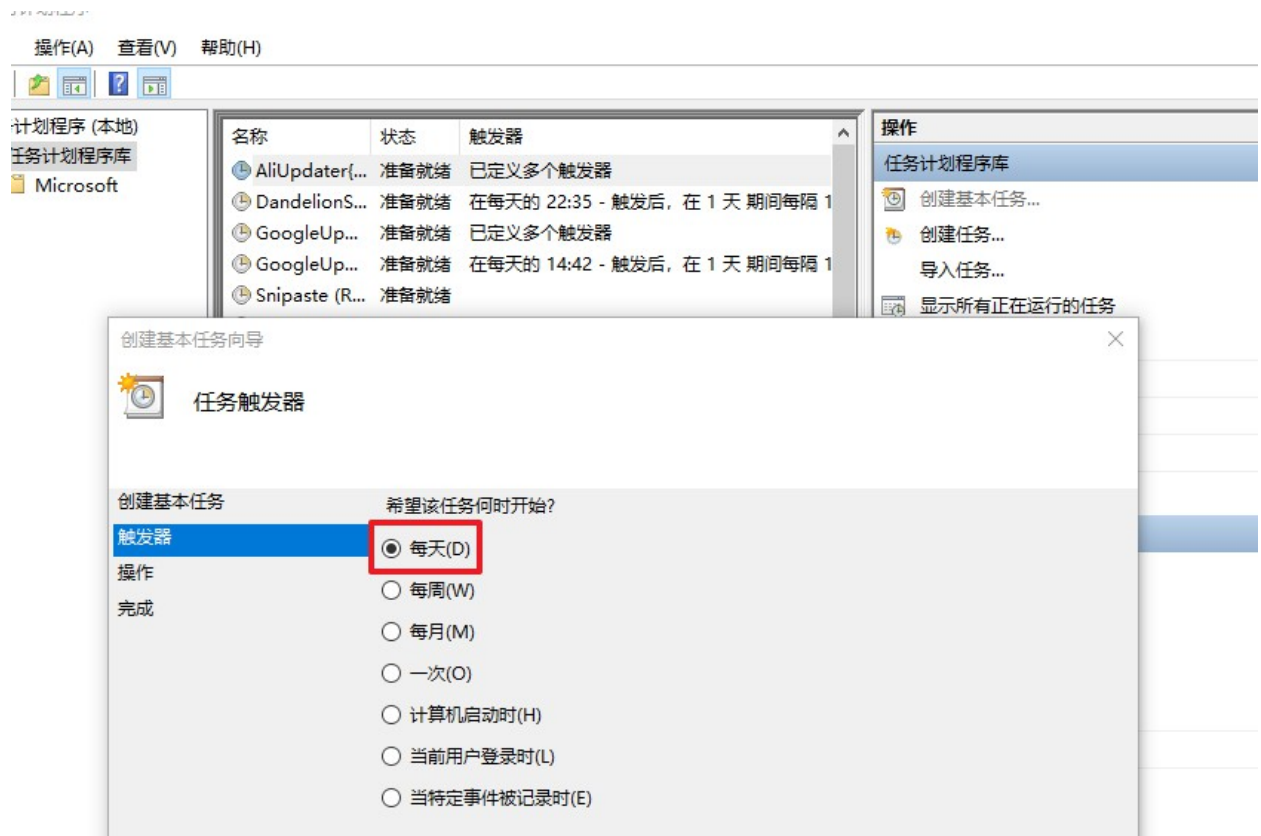 操作(A) 查看(V) 帮助(H)
计划程序 (本地)
任务计划程序库
Microsoft
名称 状态 触发器
AliUpdater{... 准备就绪 已定义多个触发器
DandelionS... 准备就绪 在每天的 22:35 - 触发后，在 1 天 期间每隔 1
GoogleUp... 准备就绪 已定义多个触发器
GoogleUp... 准备就绪 在每天的 14:42 - 触发后，在 1 天 期间每隔 1
Snipaste (R... 准备就绪
操作
任务计划程序库
创建基本任务...
创建任务...
导入任务...
显示所有正在运行的任务
创建基本任务向导
任务触发器
创建基本任务
触发器
操作
完成
希望该任务何时开始?
每天(D)
每周(W)
每月(M)
一次(O)
计算机启动时(H)
当前用户登录时(L)
当特定事件被记录时(E)